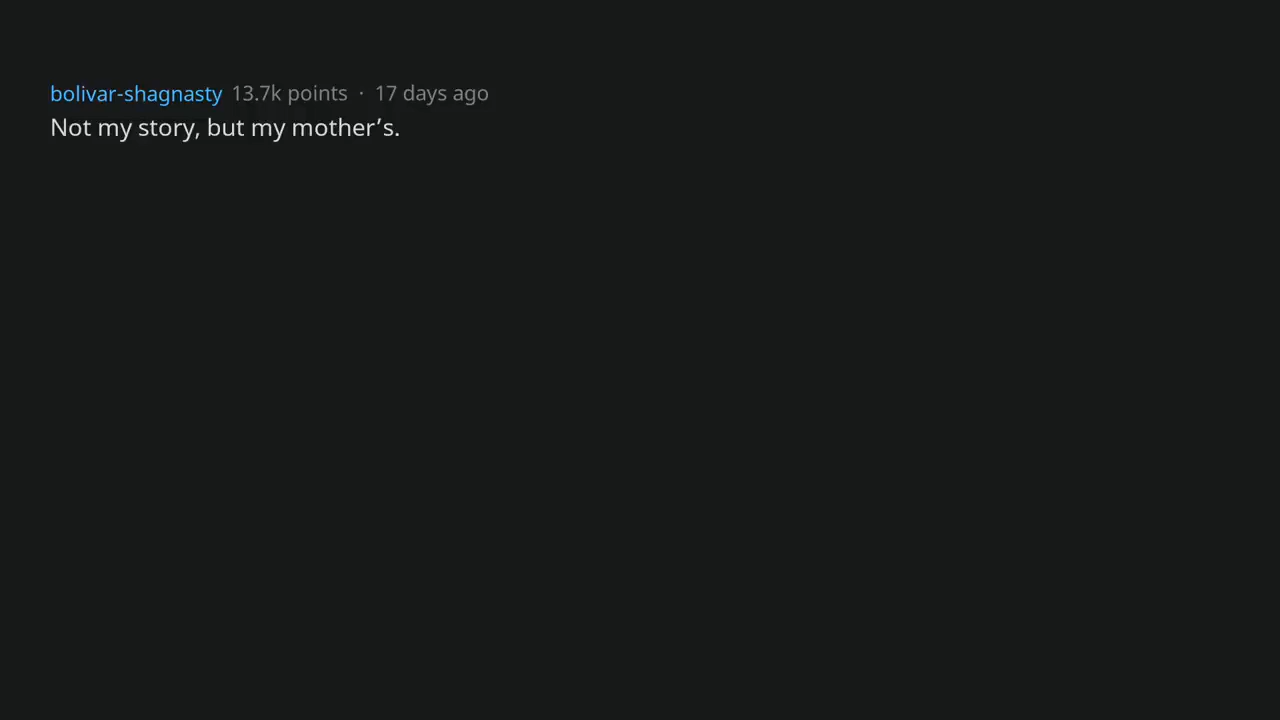 bolivar-shagnasty 13.7k points · 17 days ago
Not my story, but my mother’s.